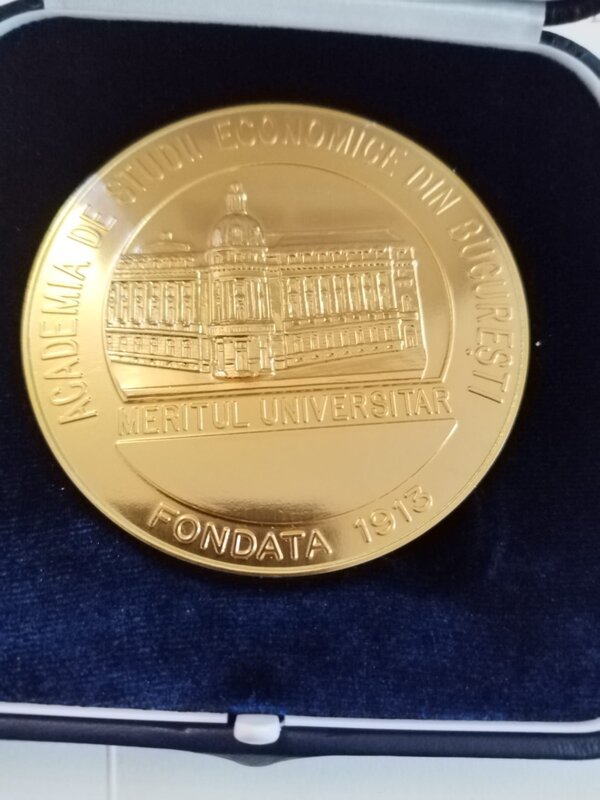 ACADEMIA DE STUDII ECONOMICE DIN BUCUREȘTI
MERITUL UNIVERSITAR
FONDATA 1913